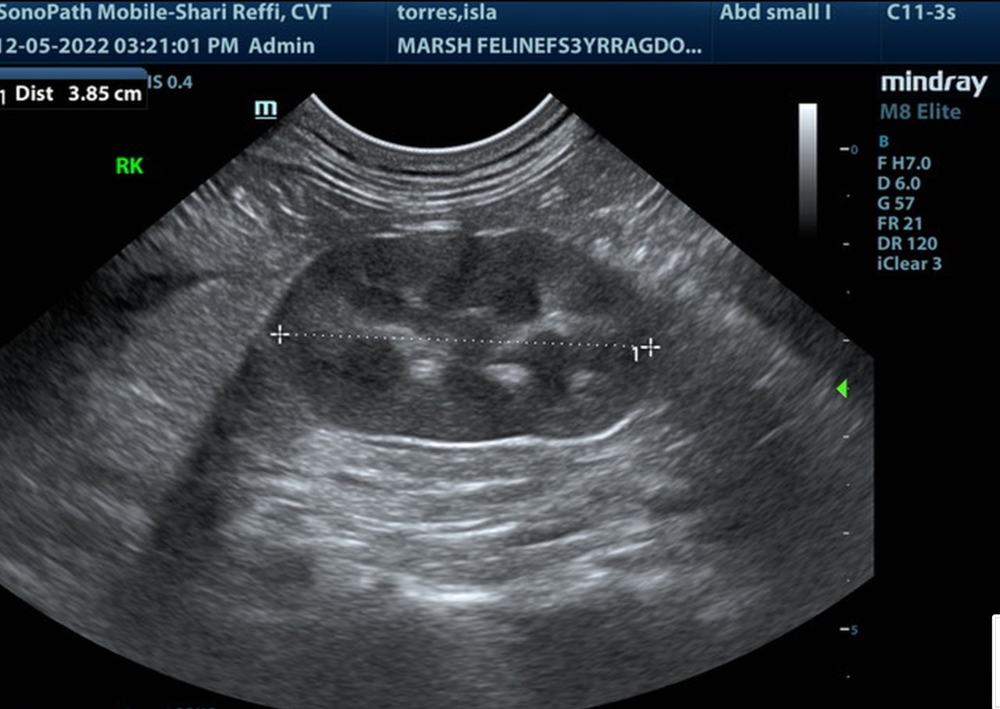 SonoPath Mobile-Shari Reffi, CVT torres,isla Abd small I C11-3s
12-05-2022 03:21:01 PM Admin MARSH FELINEFS3YRRAGDO...
1 Dist 3.85 cm
IS 0.4
m
mindray
M8 Elite
RK
B
F H7.0
D 6.0
G 57
FR 21
DR 120
iClear 3
0
1
5